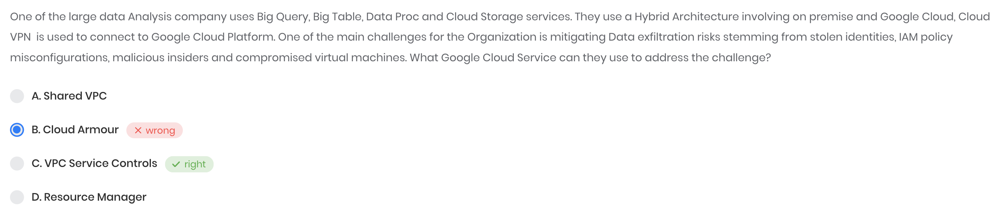 One of the large data Analysis company uses Big Query, Big Table, Data Proc and Cloud Storage services. They use a Hybrid Architecture involving on premise and Google Cloud, Cloud
VPN  is used to connect to Google Cloud Platform. One of the main challenges for the Organization is mitigating Data exfiltration risks stemming from stolen identities, IAM policy
misconfigurations, malicious insiders and compromised virtual machines. What Google Cloud Service can they use to address the challenge?
A. Shared VPC
B. Cloud Armour wrong
C. VPC Service Controls right
D. Resource Manager